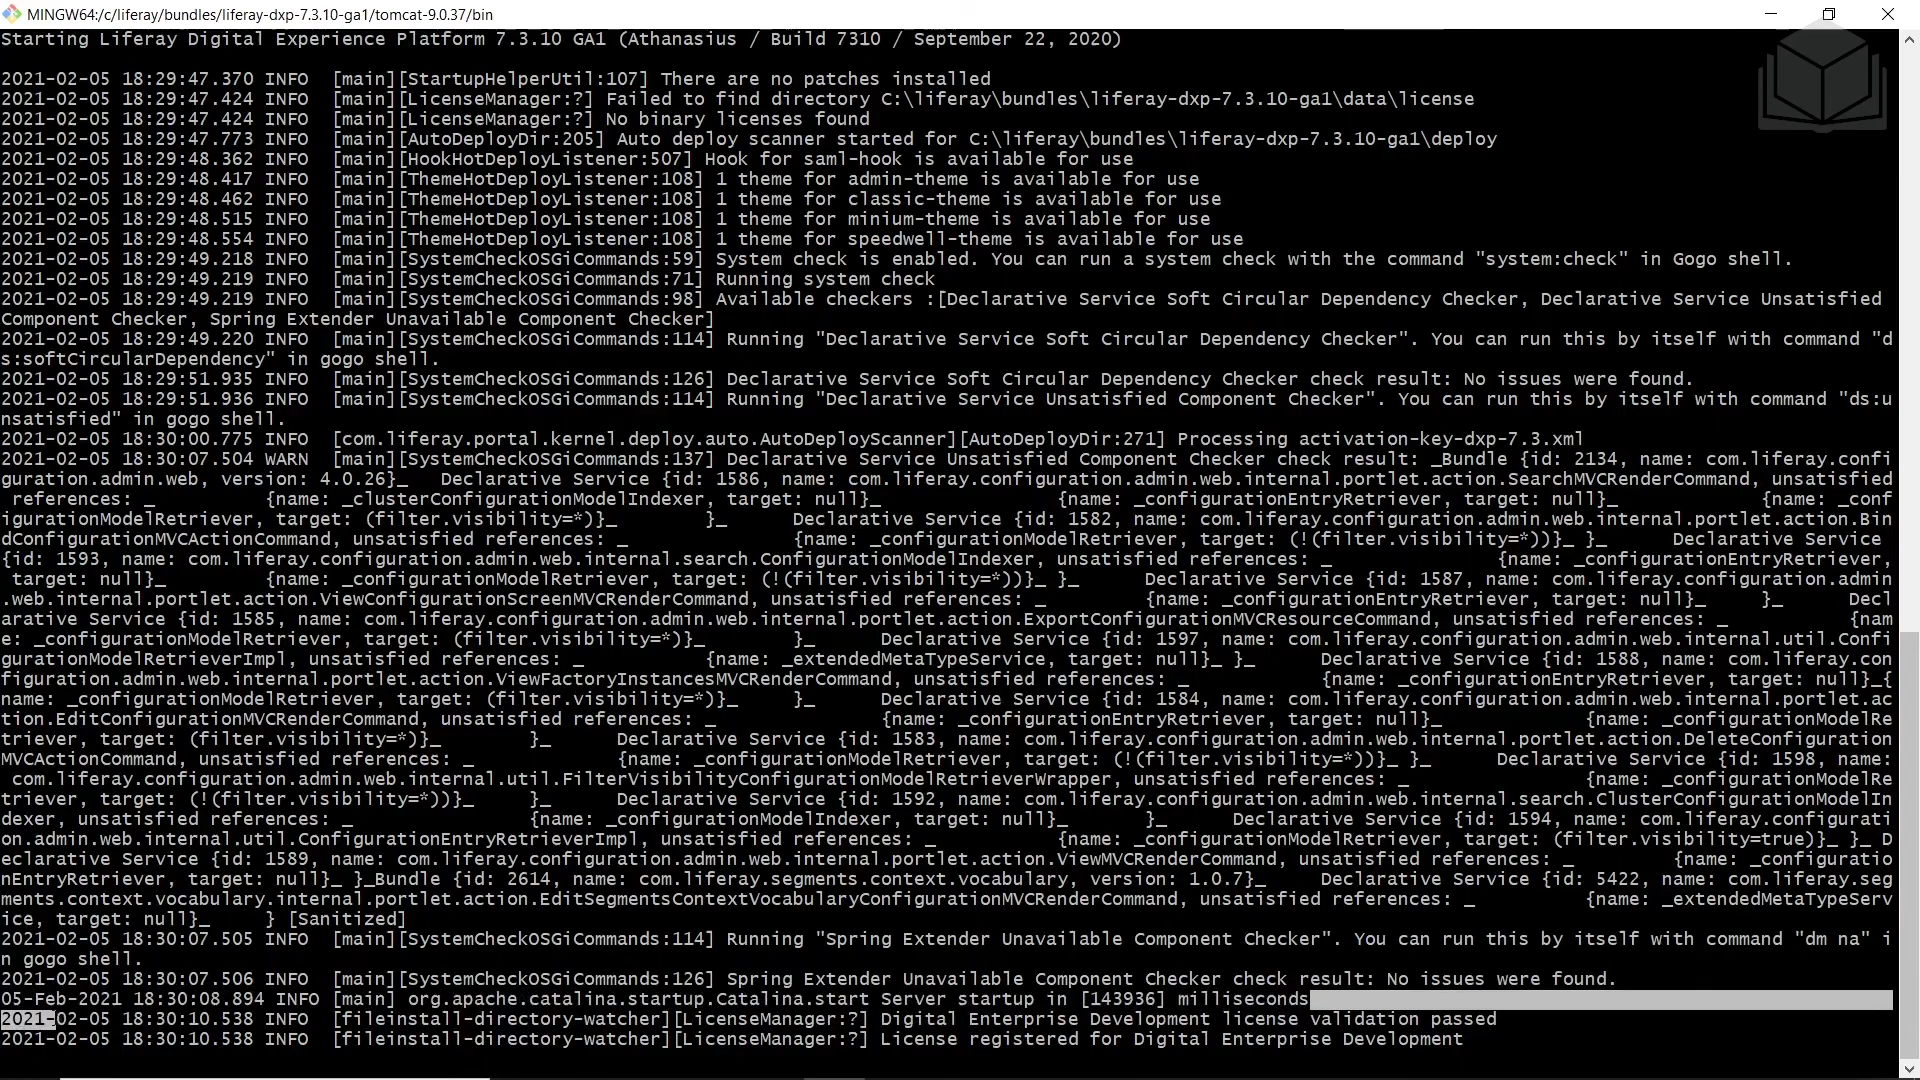 MINGW64:/c/liferay/bundles/liferay-dxp-7.3.10-ga1/tomcat-9.0.37/bin
Starting Liferay Digital Experience Platform 7.3.10 GA1 (Athanasius / Build 7310 / September 22, 2020)
2021-02-05 18:29:47.370 INFO  [main][StartupHelperUtil:107] There are no patches installed
2021-02-05 18:29:47.424 INFO  [main][LicenseManager:?] Failed to find directory C:\liferay\bundles\liferay-dxp-7.3.10-ga1\data\license
2021-02-05 18:29:47.424 INFO  [main][LicenseManager:?] No binary licenses found
2021-02-05 18:29:47.773 INFO  [main][AutoDeployDir:205] Auto deploy scanner started for C:\liferay\bundles\liferay-dxp-7.3.10-ga1\deploy
2021-02-05 18:29:48.362 INFO  [main][HookHotDeployListener:507] Hook for saml-hook is available for use
2021-02-05 18:29:48.417 INFO  [main][ThemeHotDeployListener:108] 1 theme for admin-theme is available for use
2021-02-05 18:29:48.462 INFO  [main][ThemeHotDeployListener:108] 1 theme for classic-theme is available for use
2021-02-05 18:29:48.515 INFO  [main][ThemeHotDeployListener:108] 1 theme for minium-theme is available for use
2021-02-05 18:29:48.554 INFO  [main][ThemeHotDeployListener:108] 1 theme for speedwell-theme is available for use
2021-02-05 18:29:49.218 INFO  [main][SystemCheckOSGiCommands:59] System check is enabled. You can run a system check with the command "system:check" in Gogo shell.
2021-02-05 18:29:49.219 INFO  [main][SystemCheckOSGiCommands:71] Running system check
2021-02-05 18:29:49.219 INFO  [main][SystemCheckOSGiCommands:98] Available checkers :[Declarative Service Soft Circular Dependency Checker, Declarative Service Unsatisfied
Component Checker, Spring Extender Unavailable Component Checker]
2021-02-05 18:29:49.220 INFO  [main][SystemCheckOSGiCommands:114] Running "Declarative Service Soft Circular Dependency Checker". You can run this by itself with command "d
s:softCircularDependency" in gogo shell.
2021-02-05 18:29:51.935 INFO  [main][SystemCheckOSGiCommands:126] Declarative Service Soft Circular Dependency Checker check result: No issues were found.
2021-02-05 18:29:51.936 INFO  [main][SystemCheckOSGiCommands:114] Running "Declarative Service Unsatisfied Component Checker". You can run this by itself with command "ds:u
nsatisfied" in gogo shell.
2021-02-05 18:30:00.775 INFO  [com.liferay.portal.kernel.deploy.auto.AutoDeployScanner][AutoDeployDir:271] Processing activation-key-dxp-7.3.xml
2021-02-05 18:30:07.504 WARN  [main][SystemCheckOSGiCommands:137] Declarative Service Unsatisfied Component Checker check result: _Bundle {id: 2134, name: com.liferay.confi
guration.admin.web, version: 4.0.26}_   Declarative Service {id: 1586, name: com.liferay.configuration.admin.web.internal.portlet.action.SearchMVCRenderCommand, unsatisfied
 references: _          {name: _clusterConfigurationModelIndexer, target: null}_                {name: _configurationEntryRetriever, target: null}_             {name: _conf
igurationModelRetriever, target: (filter.visibility=*)}_        }_      Declarative Service {id: 1582, name: com.liferay.configuration.admin.web.internal.portlet.action.Bin
dConfigurationMVCActionCommand, unsatisfied references: _               {name: _configurationModelRetriever, target: (!(filter.visibility=*))}_ }_      Declarative Service
{id: 1593, name: com.liferay.configuration.admin.web.internal.search.ConfigurationModelIndexer, unsatisfied references: _               {name: _configurationEntryRetriever,
 target: null}_         {name: _configurationModelRetriever, target: (!(filter.visibility=*))}_ }_      Declarative Service {id: 1587, name: com.liferay.configuration.admin
.web.internal.portlet.action.ViewConfigurationScreenMVCRenderCommand, unsatisfied references: _         {name: _configurationEntryRetriever, target: null}_     }_      Decl
arative Service {id: 1585, name: com.liferay.configuration.admin.web.internal.portlet.action.ExportConfigurationMVCResourceCommand, unsatisfied references: _           {nam
e: _configurationModelRetriever, target: (filter.visibility=*)}_        }_      Declarative Service {id: 1597, name: com.liferay.configuration.admin.web.internal.util.Confi
gurationModelRetrieverImpl, unsatisfied references: _           {name: _extendedMetaTypeService, target: null}_ }_      Declarative Service {id: 1588, name: com.liferay.con
figuration.admin.web.internal.portlet.action.ViewFactoryInstancesMVCRenderCommand, unsatisfied references: _            {name: _configurationEntryRetriever, target: null}_{
name: _configurationModelRetriever, target: (filter.visibility=*)}_     }_      Declarative Service {id: 1584, name: com.liferay.configuration.admin.web.internal.portlet.ac
tion.EditConfigurationMVCRenderCommand, unsatisfied references: _               {name: _configurationEntryRetriever, target: null}_             {name: _configurationModelRe
triever, target: (filter.visibility=*)}_        }_      Declarative Service {id: 1583, name: com.liferay.configuration.admin.web.internal.portlet.action.DeleteConfiguration
MVCActionCommand, unsatisfied references: _             {name: _configurationModelRetriever, target: (!(filter.visibility=*))}_ }_      Declarative Service {id: 1598, name:
 com.liferay.configuration.admin.web.internal.util.FilterVisibilityConfigurationModelRetrieverWrapper, unsatisfied references: _                {name: _configurationModelRe
triever, target: (!(filter.visibility=*))}_     }_      Declarative Service {id: 1592, name: com.liferay.configuration.admin.web.internal.search.ClusterConfigurationModelIn
dexer, unsatisfied references: _                {name: _configurationModelIndexer, target: null}_       }_      Declarative Service {id: 1594, name: com.liferay.configurati
on.admin.web.internal.util.ConfigurationEntryRetrieverImpl, unsatisfied references: _           {name: _configurationModelRetriever, target: (filter.visibility=true)}_ }_ D
eclarative Service {id: 1589, name: com.liferay.configuration.admin.web.internal.portlet.action.ViewMVCRenderCommand, unsatisfied references: _         {name: _configuratio
nEntryRetriever, target: null}_ }_Bundle {id: 2614, name: com.liferay.segments.context.vocabulary, version: 1.0.7}_     Declarative Service {id: 5422, name: com.liferay.seg
ments.context.vocabulary.internal.portlet.action.EditSegmentsContextVocabularyConfigurationMVCRenderCommand, unsatisfied references: _          {name: _extendedMetaTypeServ
ice, target: null}_     } [Sanitized]
2021-02-05 18:30:07.505 INFO  [main][SystemCheckOSGiCommands:114] Running "Spring Extender Unavailable Component Checker". You can run this by itself with command "dm na" i
n gogo shell.
2021-02-05 18:30:07.506 INFO  [main][SystemCheckOSGiCommands:126] Spring Extender Unavailable Component Checker check result: No issues were found.
05-Feb-2021 18:30:08.894 INFO [main] org.apache.catalina.startup.Catalina.start Server startup in [143936] milliseconds
2021-02-05 18:30:10.538 INFO  [fileinstall-directory-watcher][LicenseManager:?] Digital Enterprise Development license validation passed
2021-02-05 18:30:10.538 INFO  [fileinstall-directory-watcher][LicenseManager:?] License registered for Digital Enterprise Development